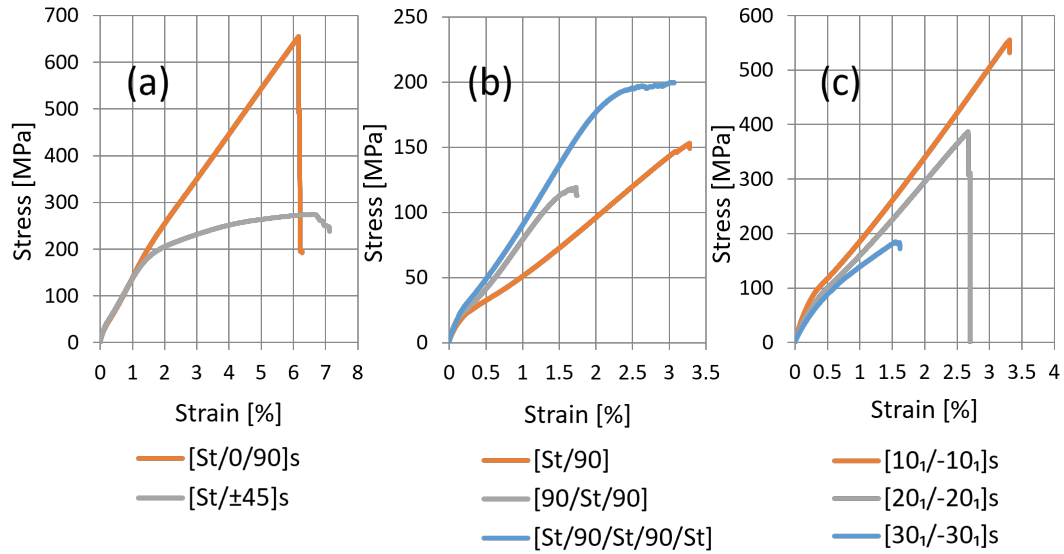 (a)
Stress [MPa]
700
600
500
400
300
200
100
0
0 1 2 3 4 5 6 7 8
Strain [%]
[St/0/90]s
[St/±45]s
(b)
Stress [MPa]
250
200
150
100
50
0
0 0.5 1 1.5 2 2.5 3 3.5
Strain [%]
[St/90]
[90/St/90]
[St/90/St/90/St]
(c)
Stress [MPa]
600
500
400
300
200
100
0
0 0.5 1 1.5 2 2.5 3 3.5 4
Strain [%]
[10₁/-10₁]s
[20₁/-20₁]s
[30₁/-30₁]s